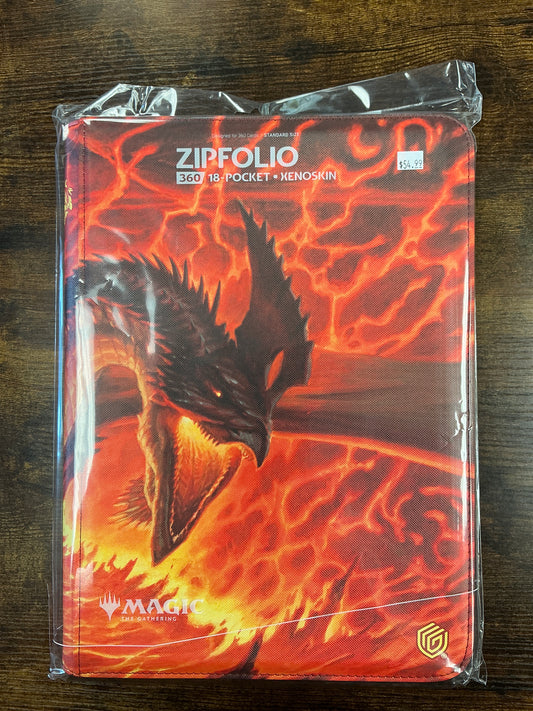 Designed for 360 Cards • STANDARD SIZE
ZIPFOLIO
$54.99
360 18-POCKET • XENOSKIN
MAGIC
THE GATHERING